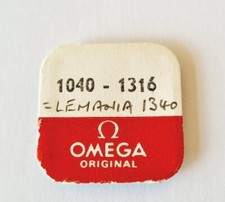 1040 - 1316
= LEMANIA 1340
Ω
OMEGA
ORIGINAL